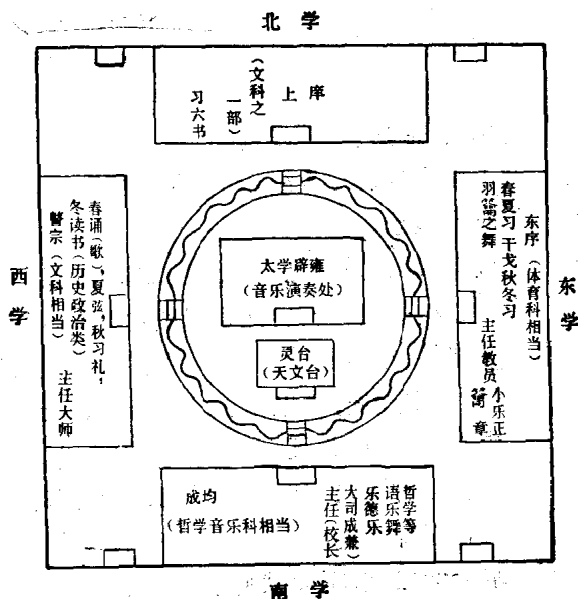 北学
上庠
(文科之
一部)
习六书
西学
春诵(歌),夏弦,秋习礼,
冬读书(历史政治类)
瞽宗(文科相当) 主任大师
太学辟雍
(音乐演奏处)
灵台
(天文台)
东序(体育科相当)
春夏习干戈秋冬习
羽籥之舞 主任教员 小乐正
籥章
东学
成均
(哲学音乐科相当)
哲学等
语乐舞
乐德乐
大司成兼
主任(校长)
南学